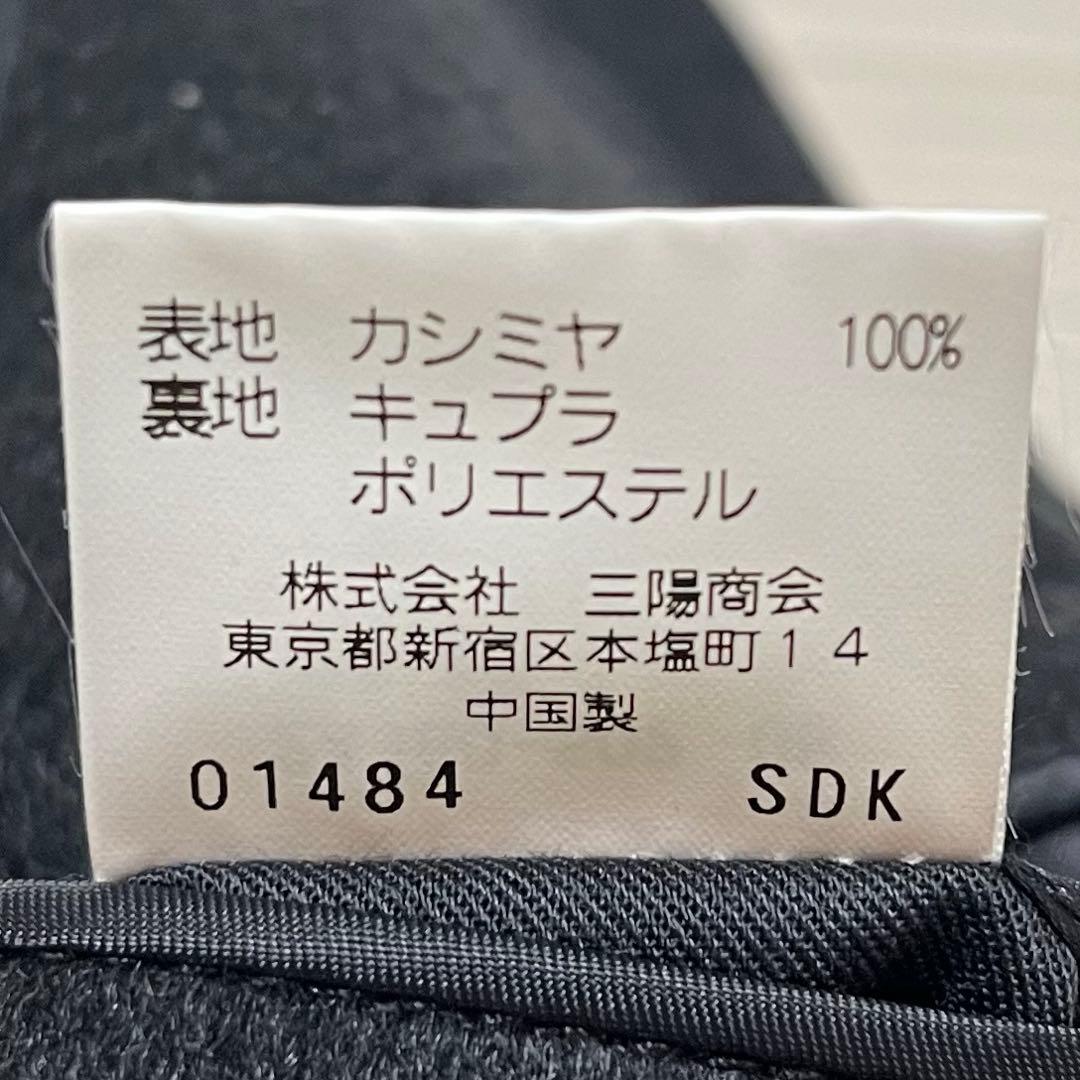 表地 カシミヤ 100%
裏地 キュプラ
ポリエステル
株式会社 三陽商会
東京都新宿区本塩町14
中国製
01484 SDK